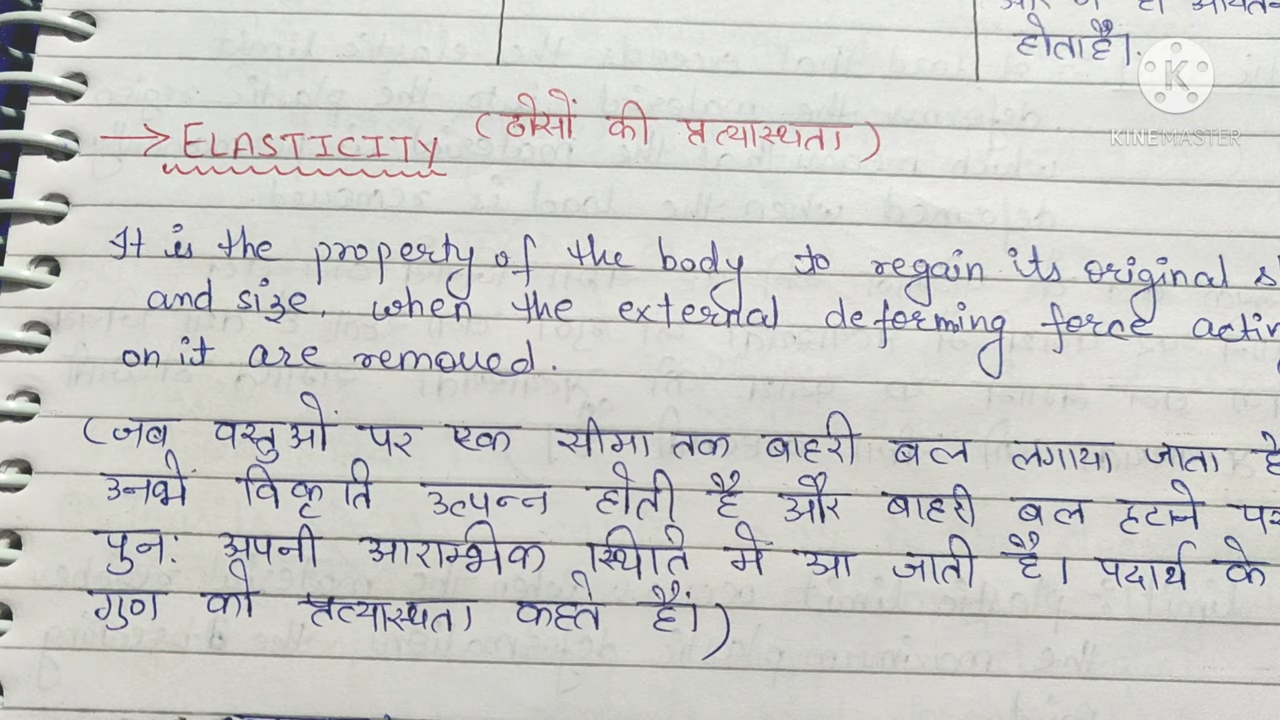 होता है।
K
KINEMASTER
→ ELASTICITY (ठोसों की प्रत्यास्थता)
It is the property of the body to regain its original
and size, when the external deforming force
on it are removed.
(जब वस्तुओं पर एक सीमा तक बाहरी बल लगाया जाता है
उनमें विकृति उत्पन्न होती है और बाहरी बल हटाने
पुन: अपनी आराम्भिक स्थिति में आ जाती है। पदार्थ के
गुण को प्रत्यास्थता कहते हैं।)